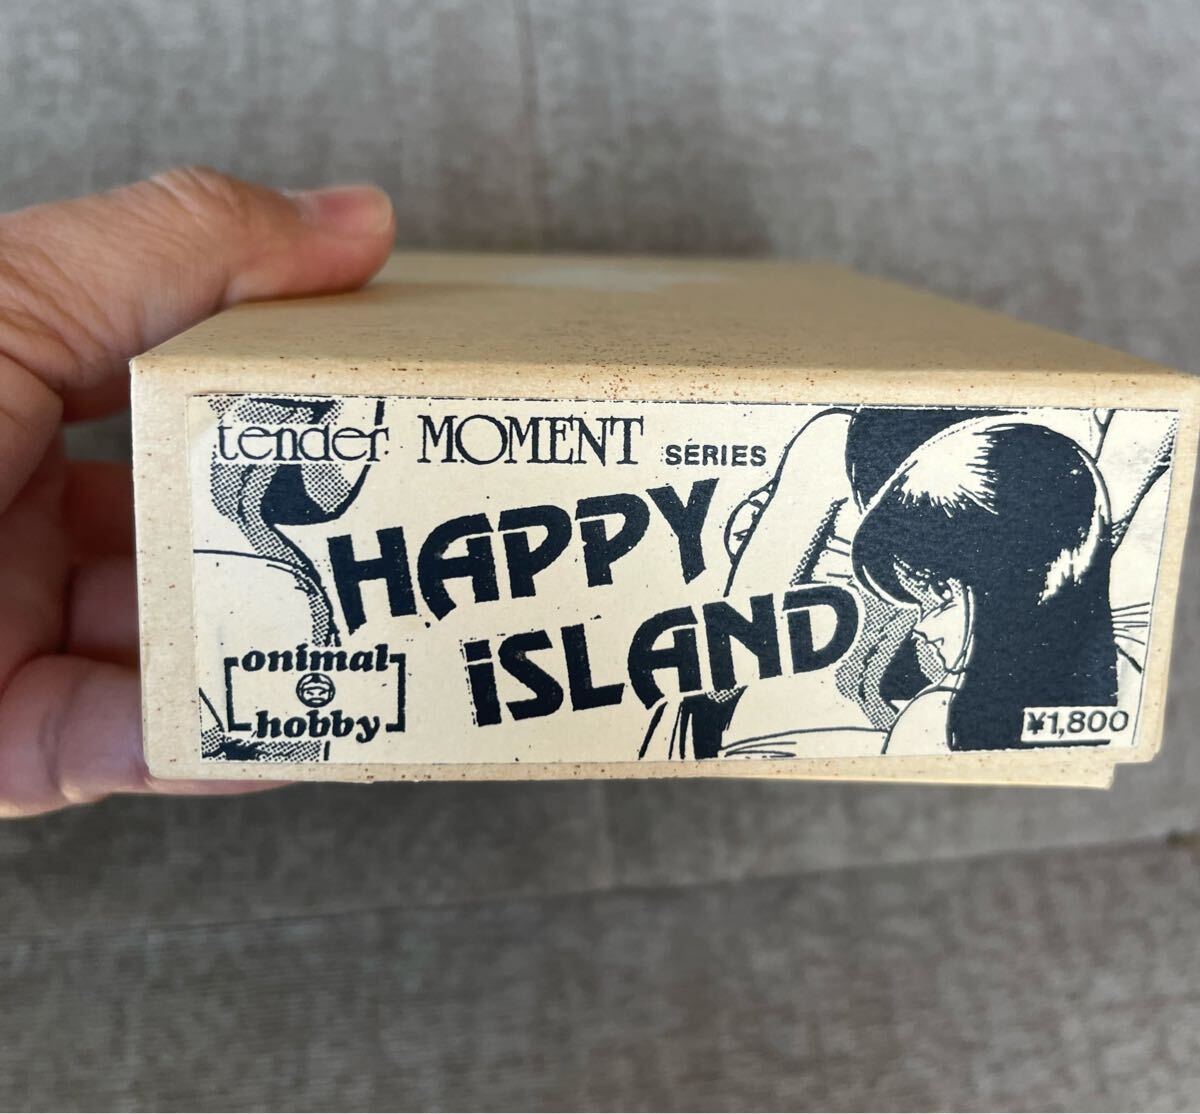 tender MOMENT SERIES
HAPPY
iSLAND
onimal
hobby
¥1,800